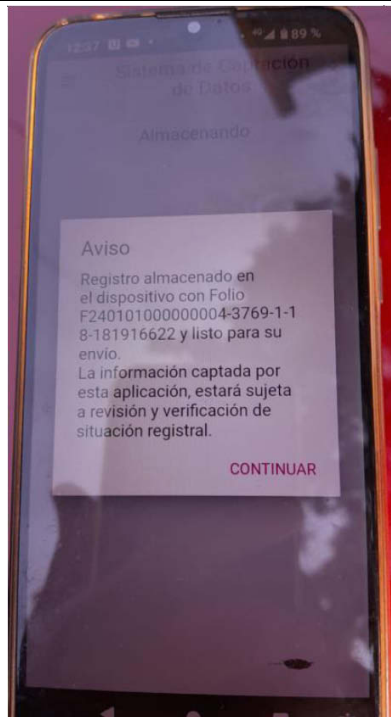 12:37
4G 89 %
Sistema de Captación
de Datos
Almacenando
Aviso
Registro almacenado en
el dispositivo con Folio
F240101000000004-3769-1-1
8-181916622 y listo para su
envío.
La información captada por
esta aplicación, estará sujeta
a revisión y verificación de
situación registral.
CONTINUAR